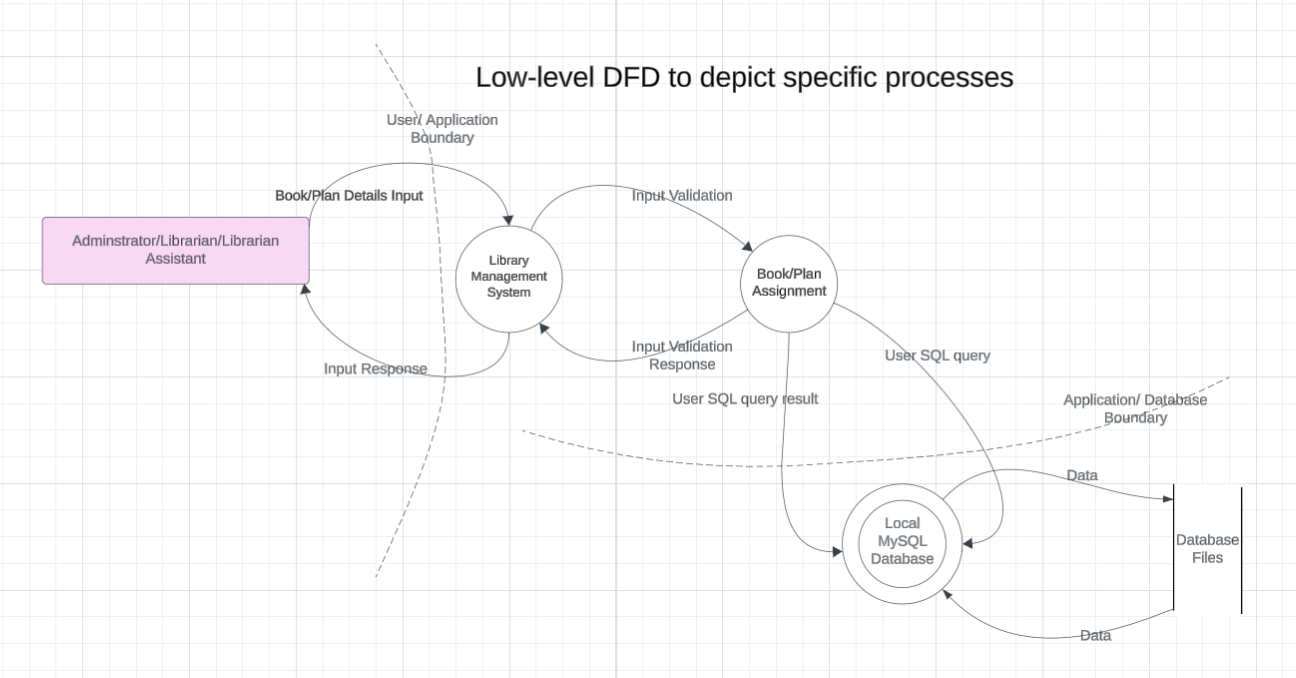 Low-level DFD to depict specific processes
User/ Application
Boundary
Book/Plan Details Input
Input Validation
Adminstrator/Librarian/Librarian
Assistant
Library
Management
System
Book/Plan
Assignment
Input Validation
Response
Input Response
User SQL query
User SQL query result
Application/ Database
Boundary
Data
Local
MySQL
Database
Database
Files
Data